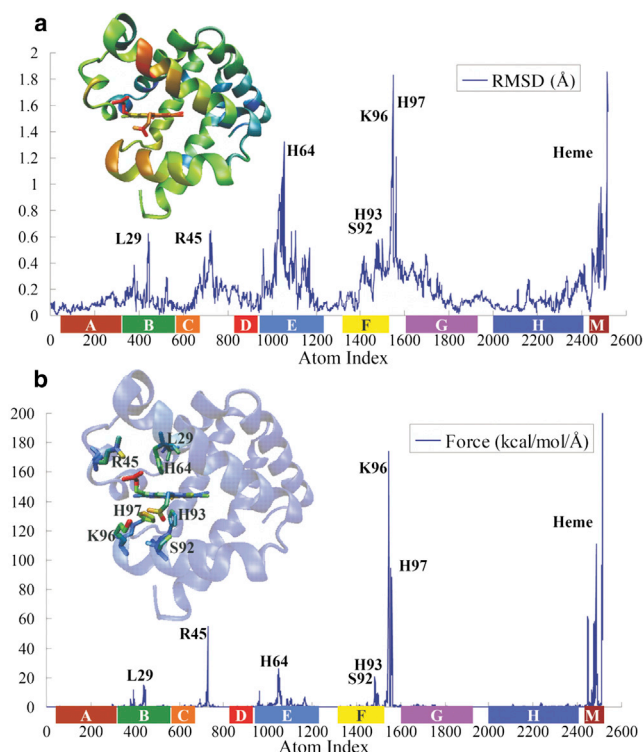 a
2
1.8
1.6
1.4
1.2
1
0.8
0.6
0.4
0.2
0
RMSD (Å)
K96
H97
H64
Heme
H93
S92
L29
R45
A B C D E F G H M
0 200 400 600 800 1000 1200 1400 1600 1800 2000 2200 2400 2600
Atom Index
b
200
180
160
140
120
100
80
60
40
20
0
Force (kcal/mol/Å)
L29
R45
H64
H97
H93
K96
S92
K96
Heme
H97
R45
H64
H93
S92
L29
A B C D E F G H M
0 200 400 600 800 1000 1200 1400 1600 1800 2000 2200 2400 2600
Atom Index